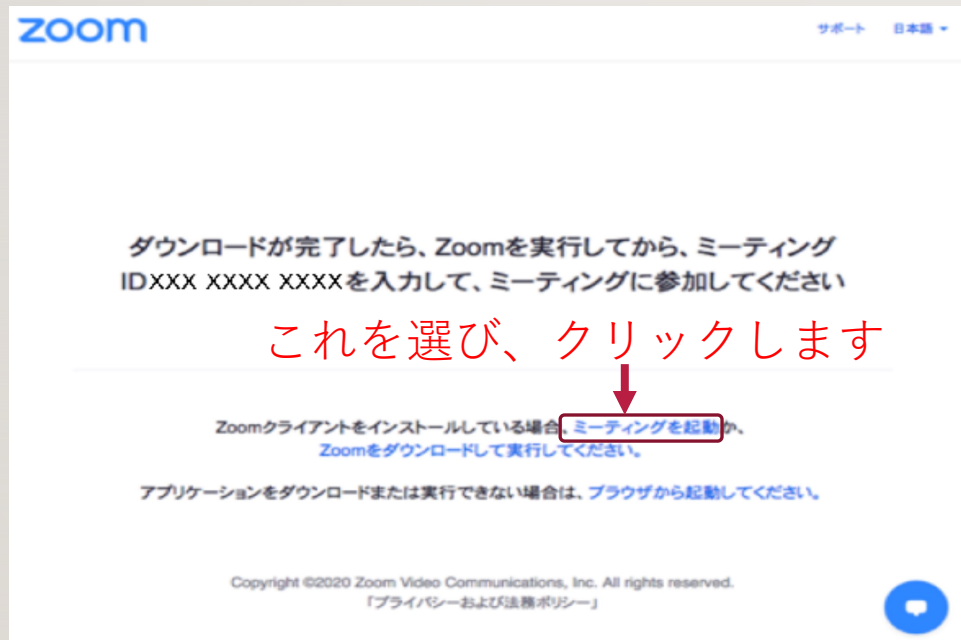 zoom
サポート 日本語
ダウンロードが完了したら、Zoomを実行してから、ミーティング
IDXXX XXXX XXXXを入力して、ミーティングに参加してください
これを選び、クリックします
Zoomクライアントをインストールしている場合、ミーティングを起動か、
Zoomをダウンロードして実行してください。
アプリケーションをダウンロードまたは実行できない場合は、ブラウザから起動してください。
Copyright ©2020 Zoom Video Communications, Inc. All rights reserved.
「プライバシーおよび法務ポリシー」